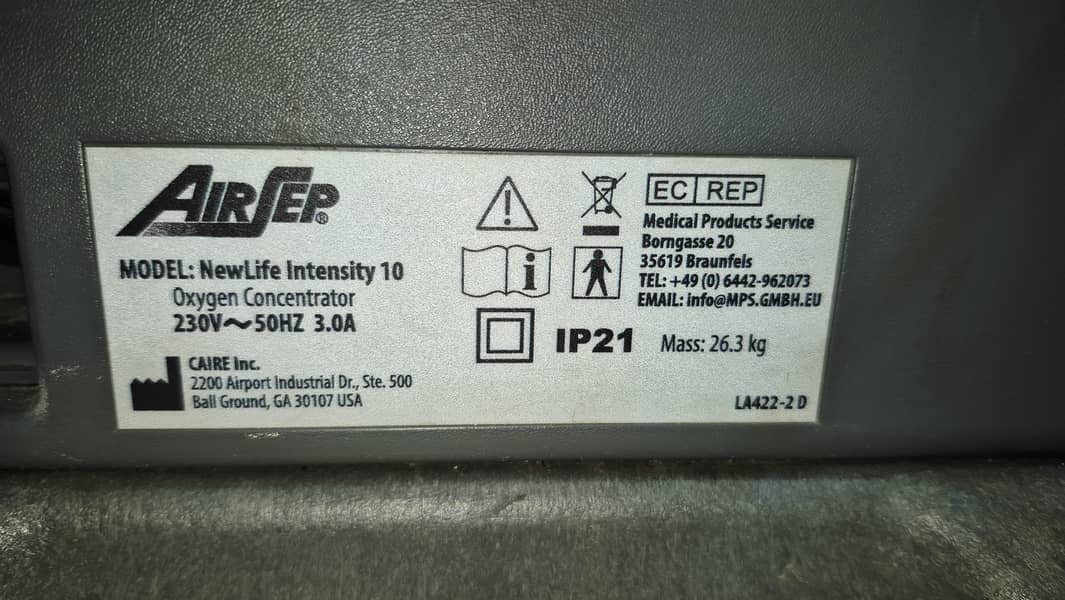 AIRSEP®
MODEL: NewLife Intensity 10
Oxygen Concentrator
230V~50HZ 3.0A
CAIRE Inc.
2200 Airport Industrial Dr., Ste. 500
Ball Ground, GA 30107 USA
i
IP21
Mass: 26.3 kg
EC REP
Medical Products Service
Borngasse 20
35619 Braunfels
TEL: +49 (0) 6442-962073
EMAIL: info@MPS.GMBH.EU
LA422-2 D